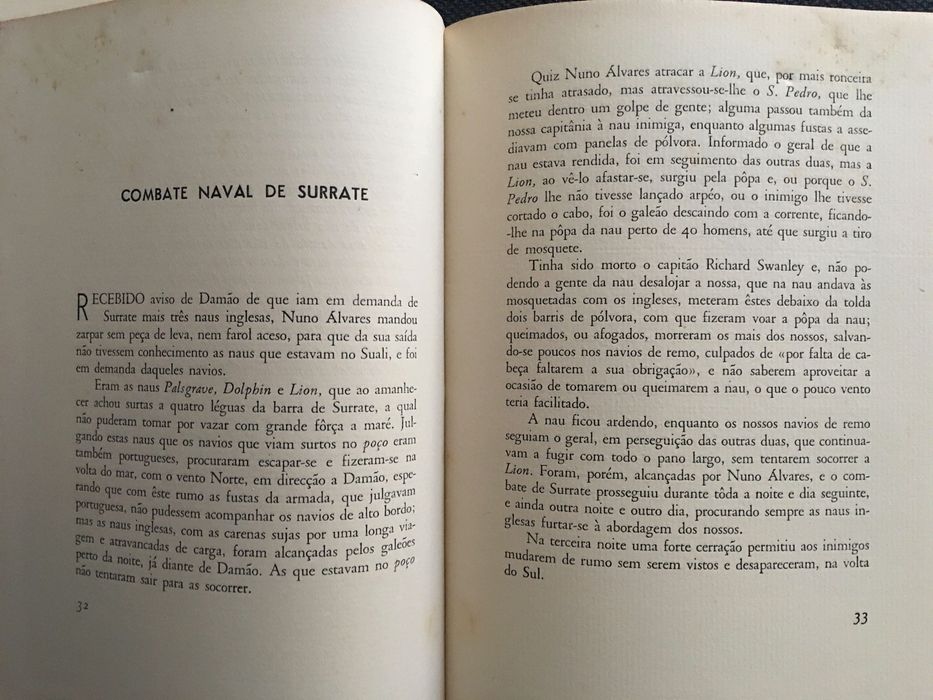 COMBATE NAVAL DE SURRATE
RECEBIDO aviso de Damão de que iam em demanda de
Surrate mais três naus inglesas, Nuno Álvares mandou
zarpar sem peça de leva, nem farol aceso, para que da sua saída
não tivessem conhecimento as naus que estavam no Suali, e foi
em demanda daqueles navios.
Eram as naus Palsgrave, Dolphin e Lion, que ao amanhe-
cer achou surtas a quatro léguas da barra de Surrate, a qual
não puderam tomar por vazar com grande fôrça a maré. Jul-
gando estas naus que os navios que viam surtos no poço eram
também portugueses, procuraram escapar-se e fizeram-se na
volta do mar, com o vento Norte, em direcção a Damão, espe-
rando que com êste rumo as fustas da armada, que julgavam
portuguesa, não pudessem acompanhar os navios de alto bordo;
mas as naus inglesas, com as carenas sujas por uma longa via-
gem e atravancadas de carga, foram alcançadas pelos galeões
perto da noite, já diante de Damão. As que estavam no poço
não tentaram sair para as socorrer.
32
Quiz Nuno Álvares atracar a Lion, que, por mais ronceira
se tinha atrasado, mas atravessou-se-lhe o S. Pedro, que lhe
meteu dentro um golpe de gente; alguma passou também da
nossa capitânia à nau inimiga, enquanto algumas fustas a asse-
diavam com panelas de pólvora. Informado o geral de que a
nau estava rendida, foi em seguimento das outras duas, mas a
Lion, ao vê-lo afastar-se, surgiu pela pôpa e, ou porque o S.
Pedro lhe não tivesse lançado arpéo, ou o inimigo lhe tivesse
cortado o cabo, foi o galeão descaindo com a corrente, ficando-
-lhe na pôpa da nau perto de 40 homens, até que surgiu a tiro
de mosquete.
Tinha sido morto o capitão Richard Swanley e, não po-
dendo a gente da nau desalojar a nossa, que na nau andava às
mosquetadas com os ingleses, meteram êstes debaixo da tolda
dois barris de pólvora, com que fizeram voar a pôpa da nau;
queimados, ou afogados, morreram os mais dos nossos, salvan-
do-se poucos nos navios de remo, culpados de «por falta de ca-
beça faltarem a sua obrigação», e não saberem aproveitar a
ocasião de tomarem ou queimarem a nau, o que o pouco vento
teria facilitado.
A nau ficou ardendo, enquanto os nossos navios de remo
seguiam o geral, em perseguição das outras duas, que continua-
vam a fugir com todo o pano largo, sem tentarem socorrer a
Lion. Foram, porém, alcançadas por Nuno Álvares, e o com-
bate de Surrate prosseguiu durante tôda a noite e dia seguinte,
e ainda outra noite e outro dia, procurando sempre as naus in-
glesas furtar-se à abordagem dos nossos.
Na terceira noite uma forte cerração permitiu aos inimigos
mudarem de rumo sem serem vistos e desapareceram, na volta
do Sul.
33